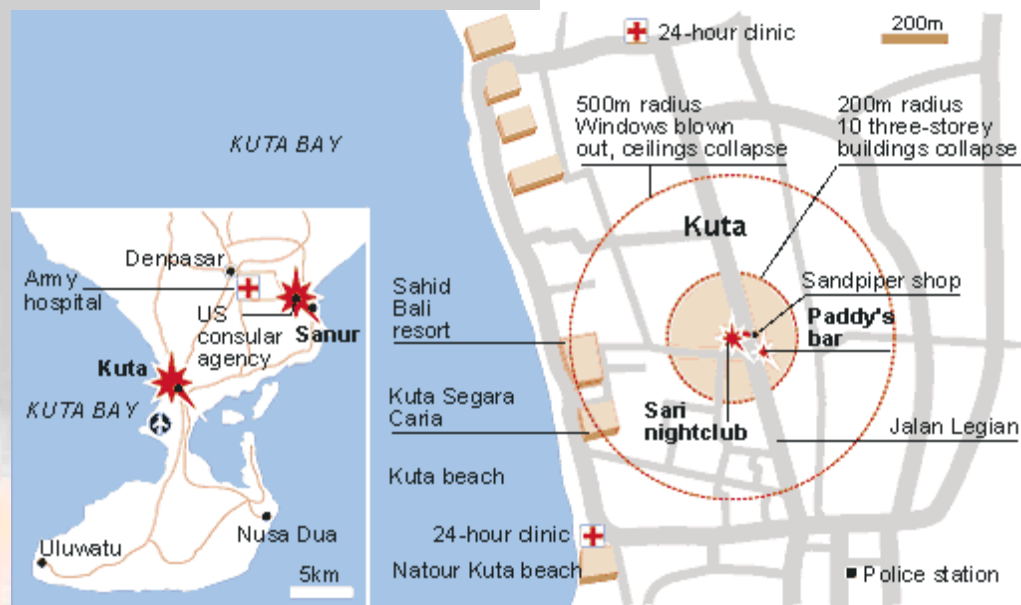 24-hour clinic
200m
500m radius
Windows blown
out, ceilings collapse
200m radius
10 three-storey
buildings collapse
KUTA BAY
Kuta
Denpasar
Army
hospital
US
consular
agency
Sanur
Kuta
KUTA BAY
Uluwatu
Nusa Dua
5km
Sahid
Bali
resort
Sandpiper shop
Paddy's
bar
Kuta Segara
Caria
Sari
nightclub
Jalan Legian
Kuta beach
24-hour clinic
Natour Kuta beach
Police station